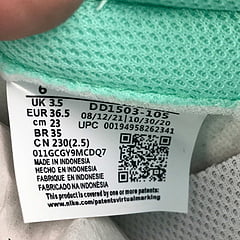 6
UK 3.5
EUR 36.5
cm 23
BR 35
CN 230(2.5)
DD1503-105
08/12/21 | 10/30/20
UPC 00194958262341
011GCGY9MCDQ7
MADE IN INDONESIA
HECHO EN INDONESIA
FABRIQUE EN INDONESIE
FABRICADO NA INDONESIA
This product is covered by one or more patents:
www.nike.com/patentsvirtualmarking